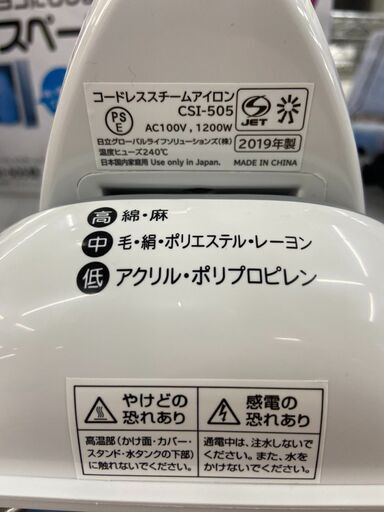 スペー
コードレススチームアイロン
CSI-505
PS
E
AC100V, 1200W
JET
日立グローバルライフソリューションズ(株)
2019年製
温度ヒューズ240℃
日本国内家庭用 Use only in Japan.
MADE IN CHINA
高 綿・麻
中 毛・絹・ポリエステル・レーヨン
低 アクリル・ポリプロピレン
やけどの
恐れあり
高温部(かけ面・カバー・
スタンド・水タンクの下部)
に触れないでください。
感電の
恐れあり
通電中は、注水しないで
ください。また、水を
かけないでください。